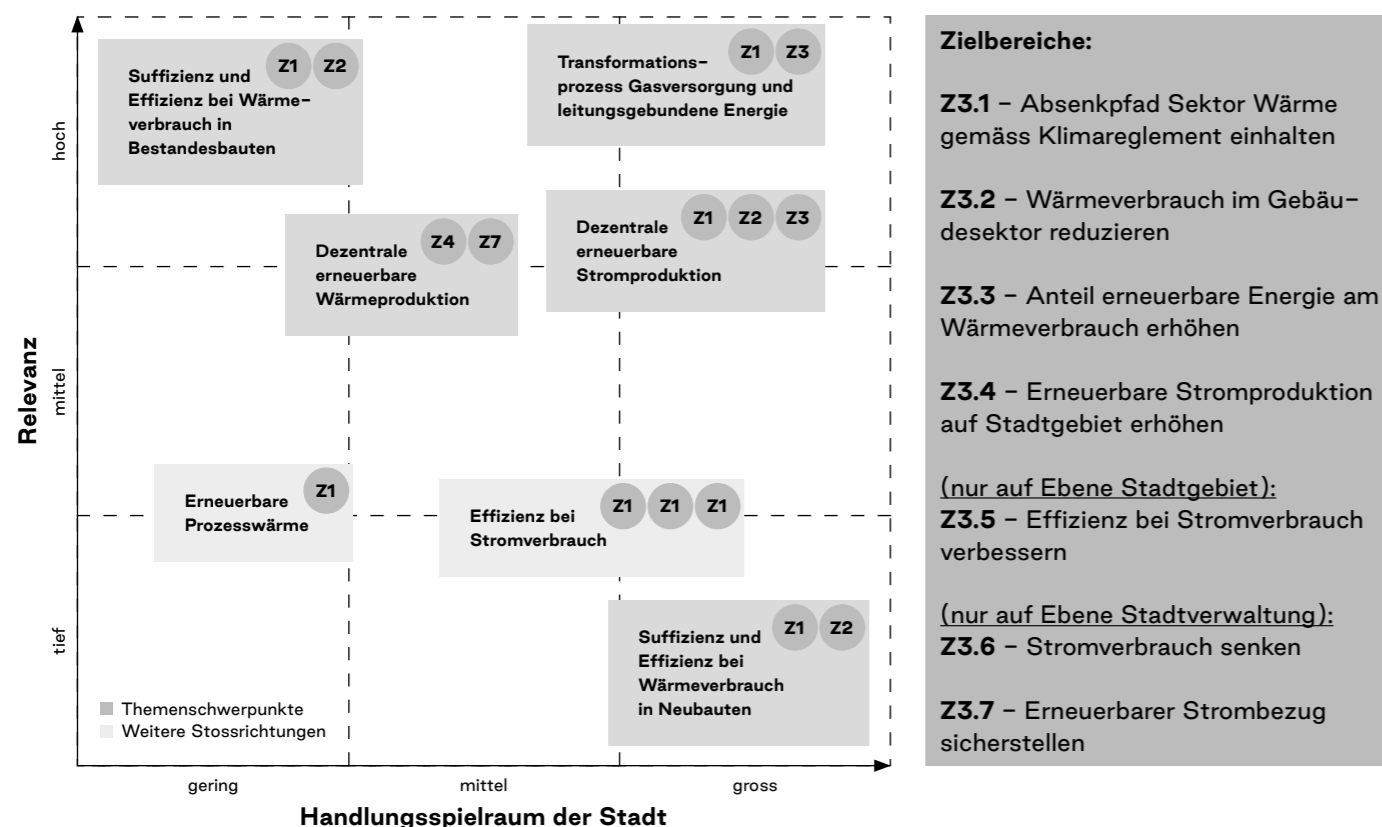 Suffizienz und
Effizienz bei Wärme–
verbrauch in
Bestandesbauten
Z1 Z2
Transformations–
prozess Gasversorgung und
leitungsgebundene Energie
Z1 Z3
Dezentrale
erneuerbare
Wärmeproduktion
Z4 Z7
Dezentrale
erneuerbare
Stromproduktion
Z1 Z2 Z3
Erneuerbare
Prozesswärme
Z1
Effizienz bei
Stromverbrauch
Z1 Z1 Z1
Suffizienz und
Effizienz bei
Wärmeverbrauch
in Neubauten
Z1 Z2
Relevanz
hoch
mittel
tief
Themenschwerpunkte
Weitere Stossrichtungen
gering
mittel
gross
Handlungsspielraum der Stadt
Zielbereiche:
Z3.1 – Absenkpfad Sektor Wärme
gemäss Klimareglement einhalten
Z3.2 – Wärmeverbrauch im Gebäu–
desektor reduzieren
Z3.3 – Anteil erneuerbare Energie am
Wärmeverbrauch erhöhen
Z3.4 – Erneuerbare Stromproduktion
auf Stadtgebiet erhöhen
(nur auf Ebene Stadtgebiet):
Z3.5 – Effizienz bei Stromverbrauch
verbessern
(nur auf Ebene Stadtverwaltung):
Z3.6 – Stromverbrauch senken
Z3.7 – Erneuerbarer Strombezug
sicherstellen